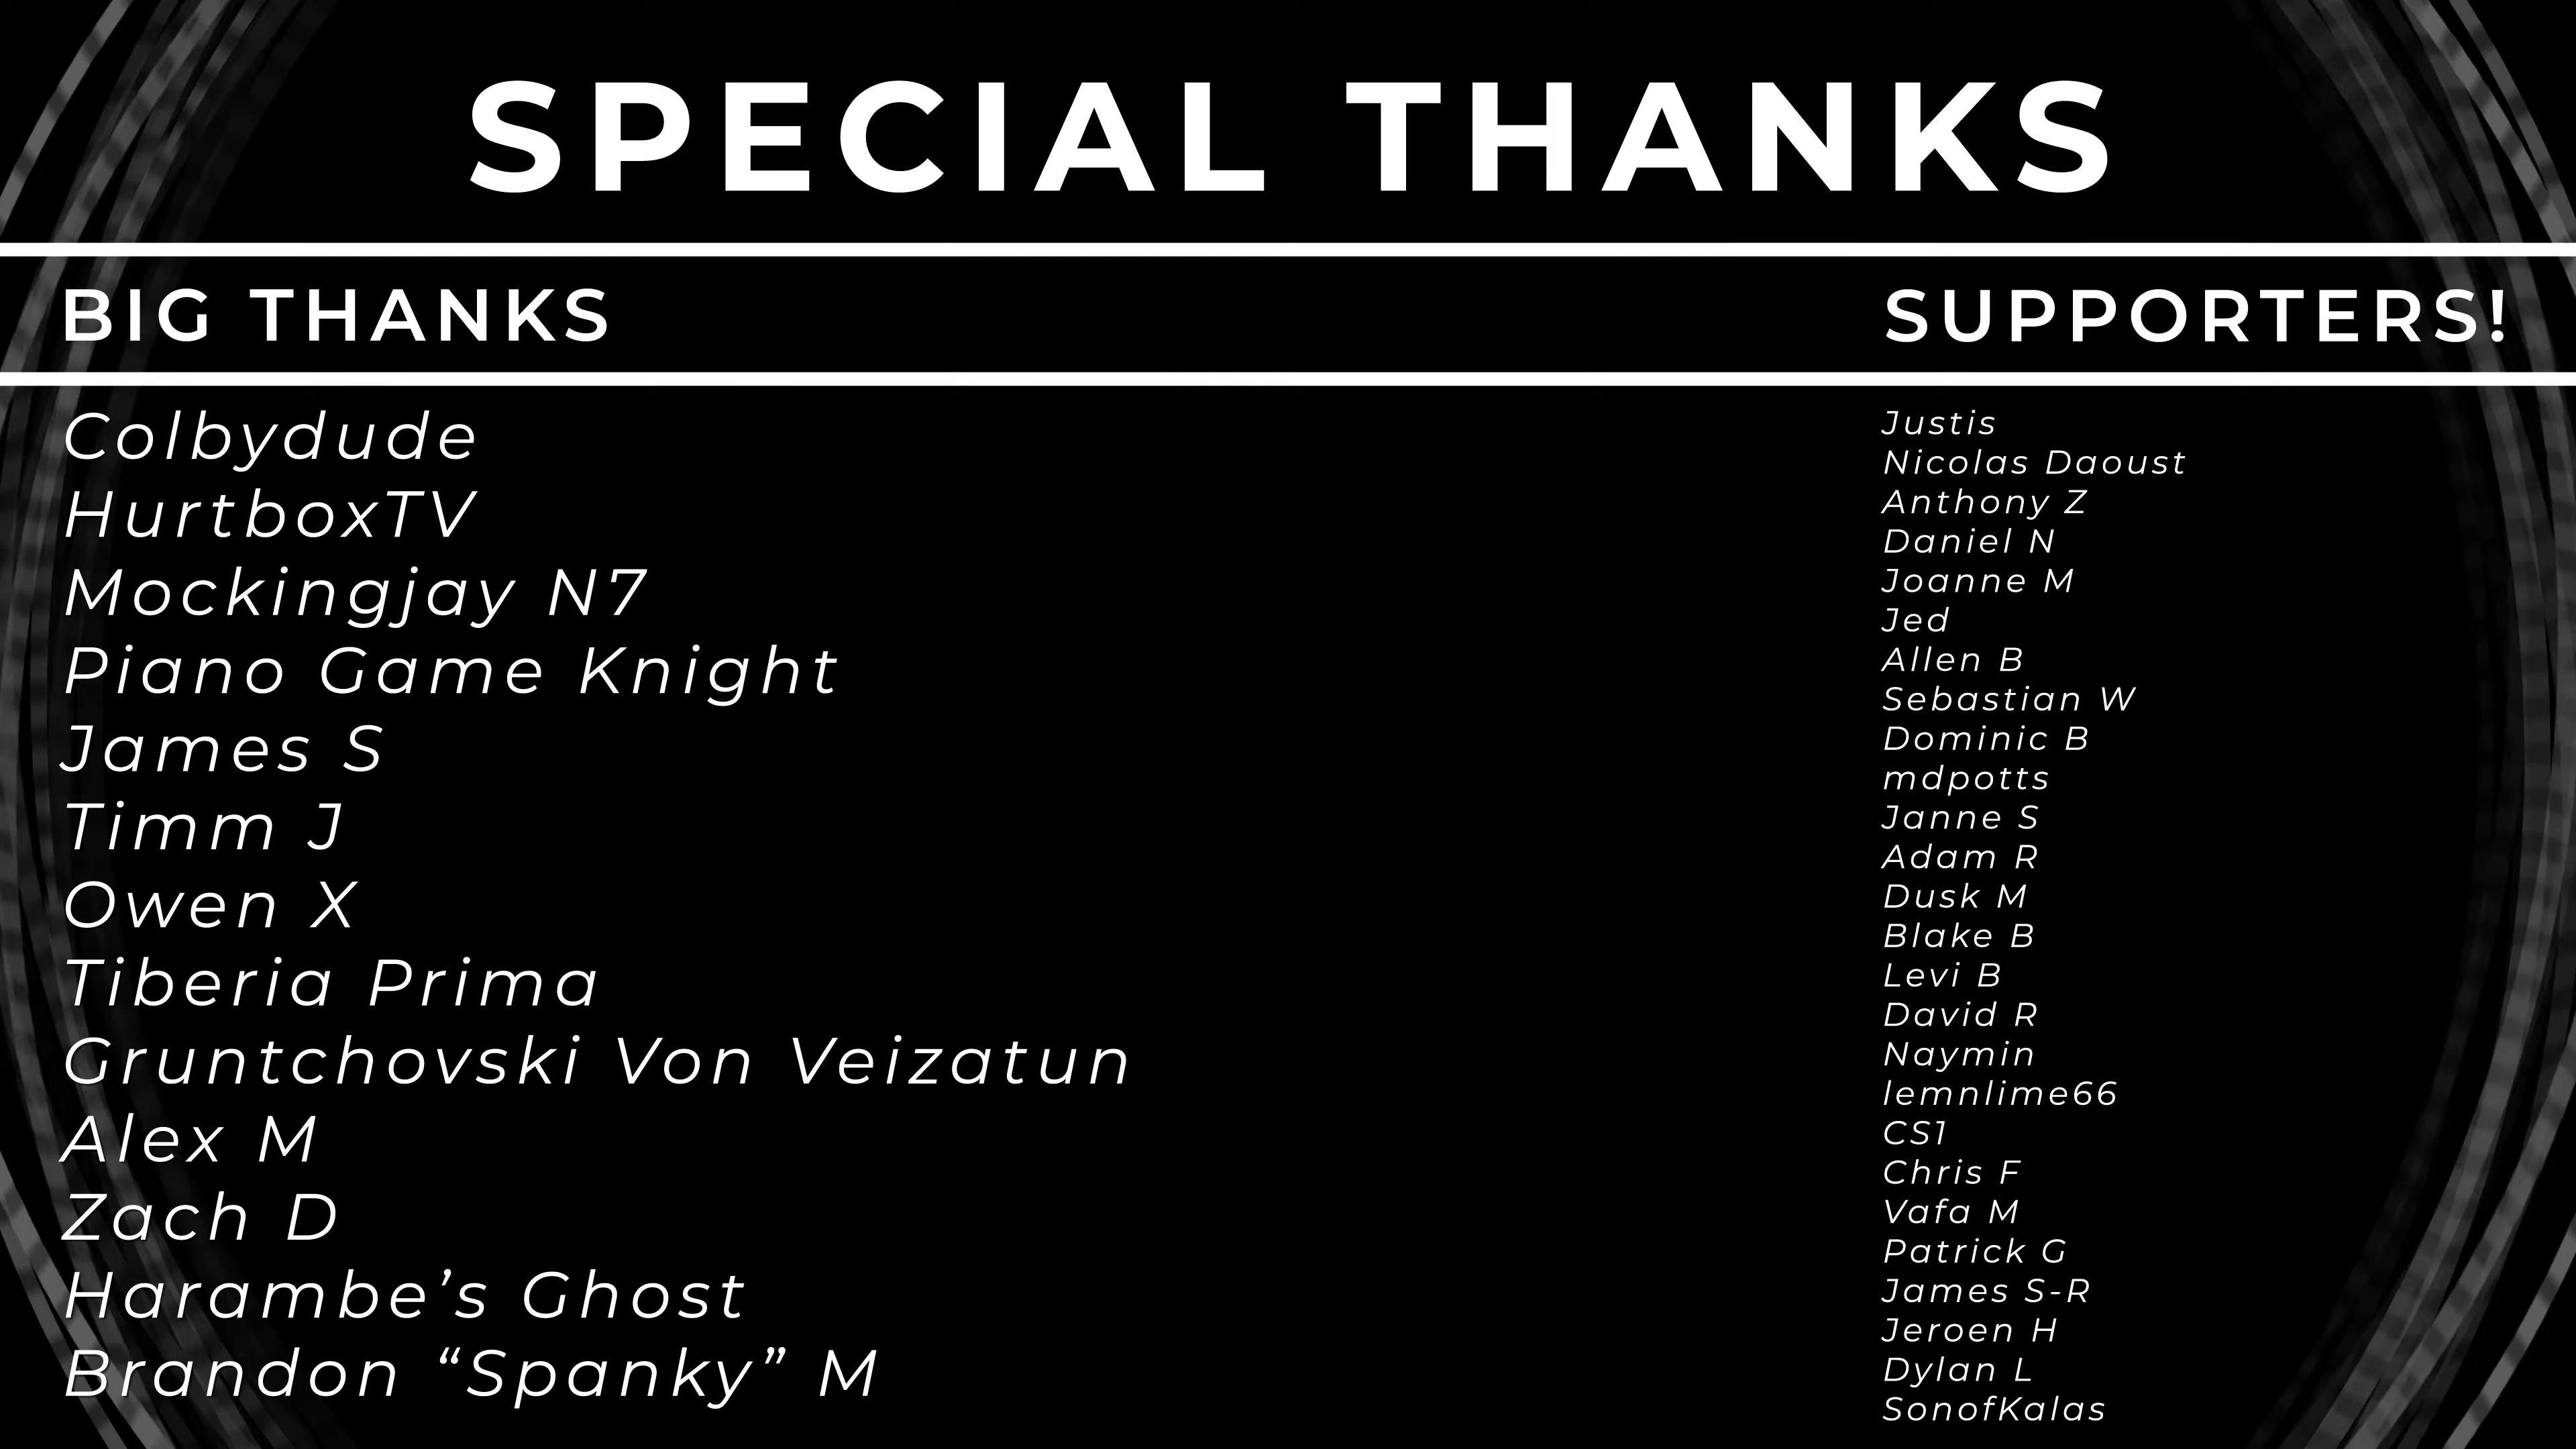 SPECIAL THANKS
BIG THANKS
Colbydude
HurtboxTV
Mockingjay N7
Piano Game Knight
James S
Timm J
Owen X
Tiberia Prima
Gruntchovski Von Veizatun
Alex M
Zach D
Harambe’s Ghost
Brandon “Spanky” M
SUPPORTERS!
Justis
Nicolas Daoust
Anthony Z
Daniel N
Joanne M
Jed
Allen B
Sebastian W
Dominic B
mdpotts
Janne S
Adam R
Dusk M
Blake B
Levi B
David R
Naymin
lemnlime66
CS1
Chris F
Vafa M
Patrick G
James S-R
Jeroen H
Dylan L
SonofKalas